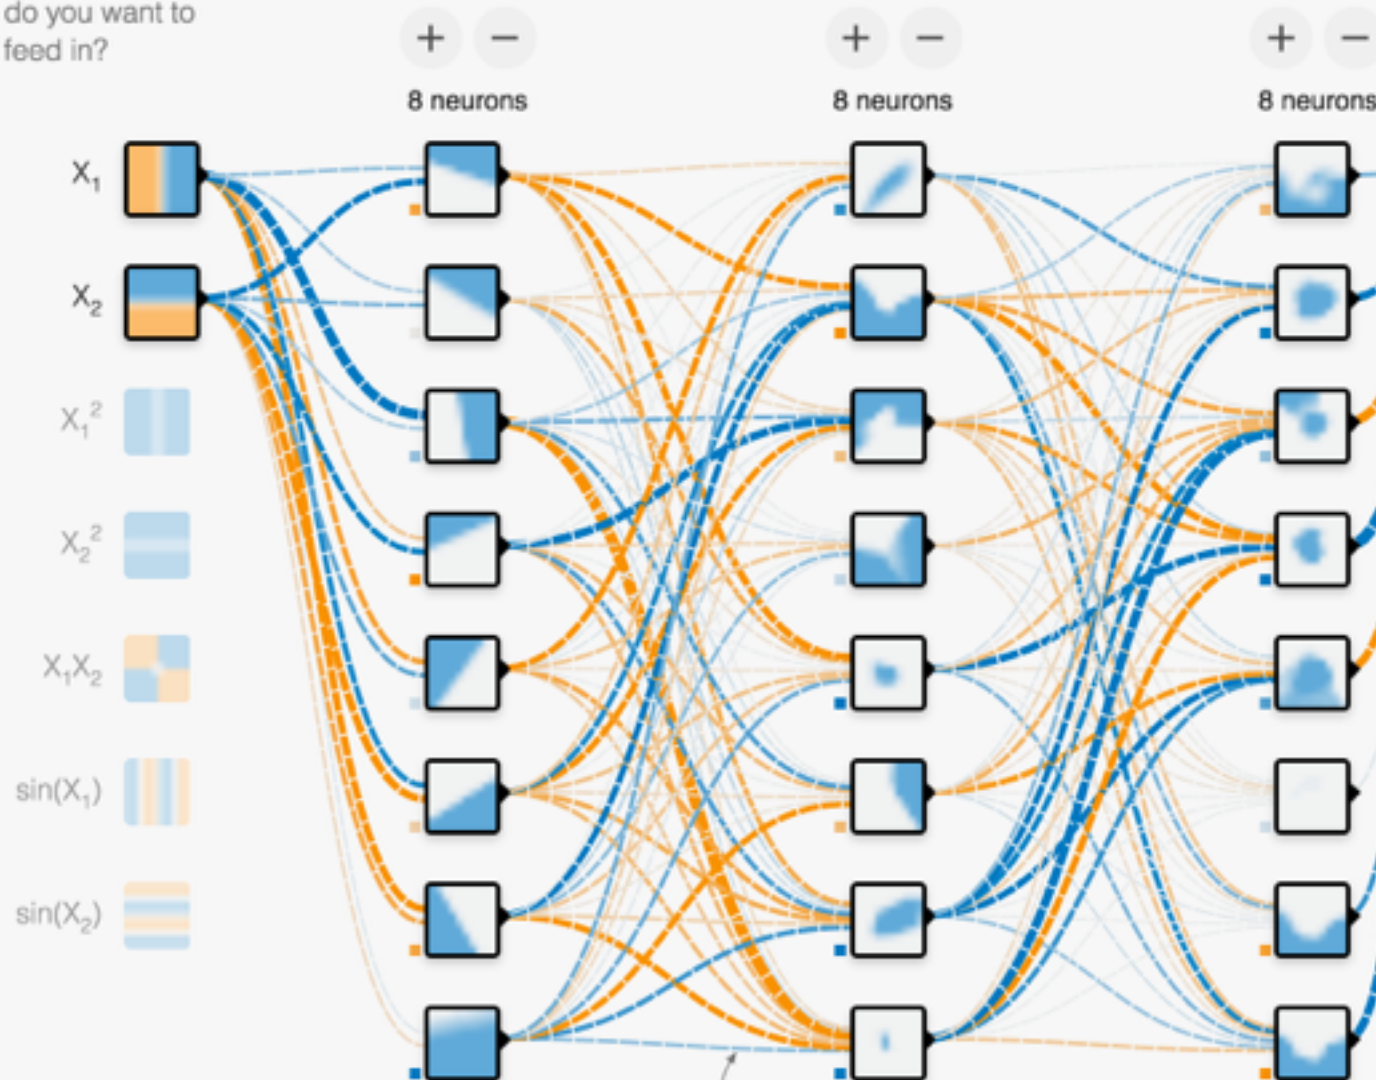 do you want to
feed in?
+ − + − + −
8 neurons 8 neurons 8 neurons
X₁
X₂
X₁²
X₂²
X₁X₂
sin(X₁)
sin(X₂)